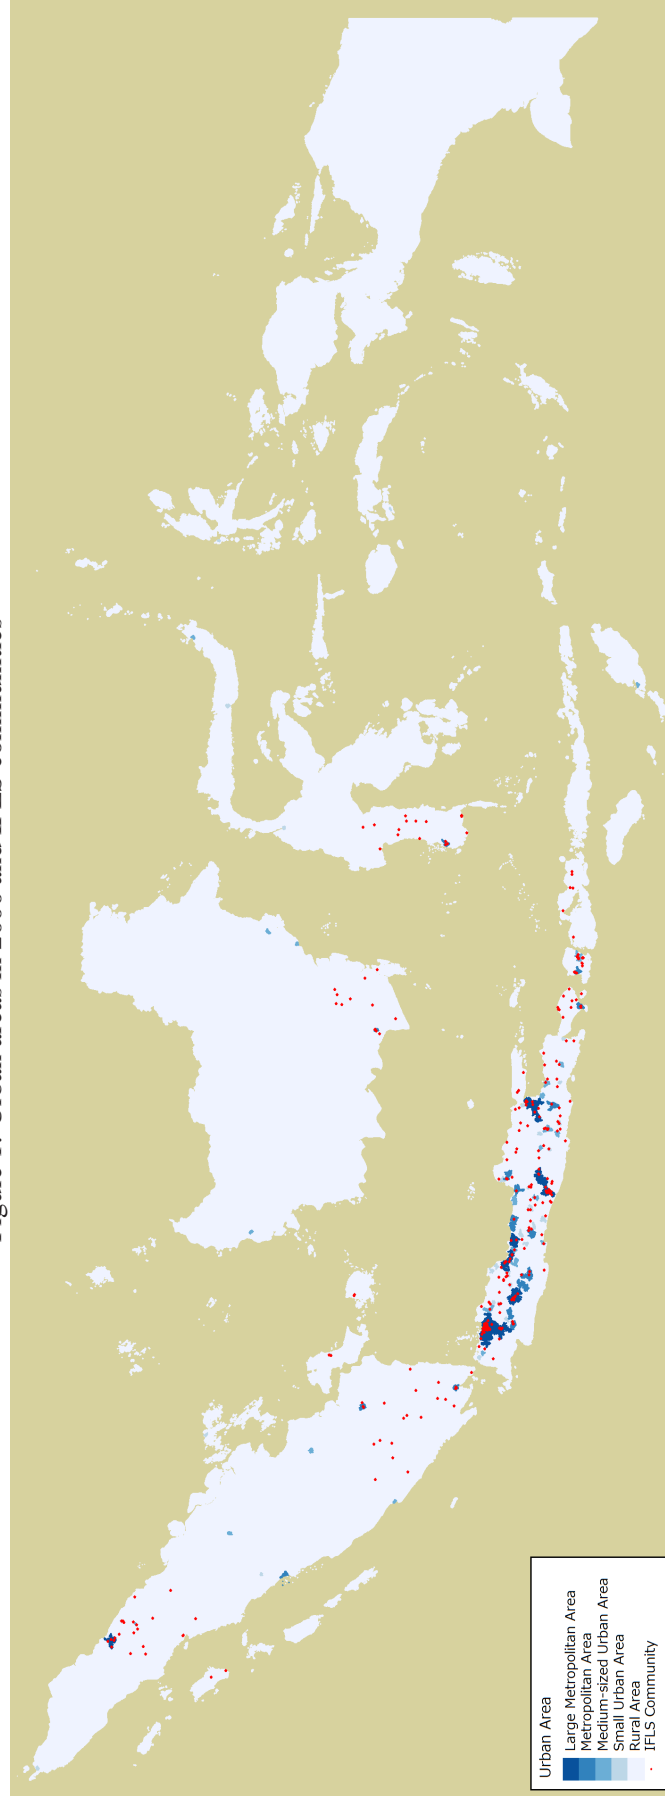 Urban Area
Large Metropolitan Area
Metropolitan Area
Medium-sized Urban Area
Small Urban Area
Rural Area
IFLS Community